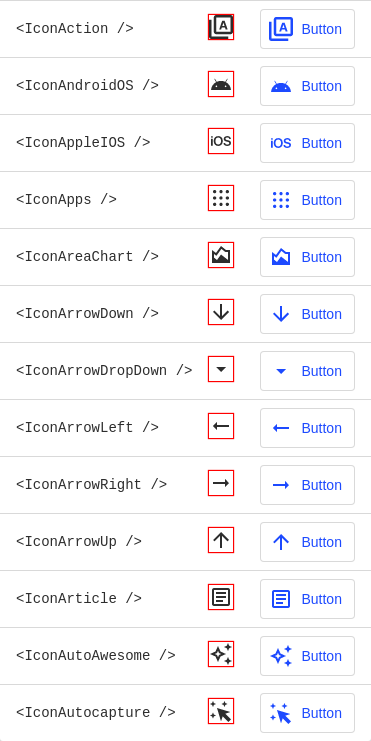 <IconAction /> A A Button
<IconAndroidOS /> Button
<IconAppleIOS /> iOS iOS Button
<IconApps /> Button
<IconAreaChart /> Button
<IconArrowDown /> Button
<IconArrowDropDown /> Button
<IconArrowLeft /> Button
<IconArrowRight /> Button
<IconArrowUp /> Button
<IconArticle /> Button
<IconAutoAwesome /> Button
<IconAutocapture /> Button